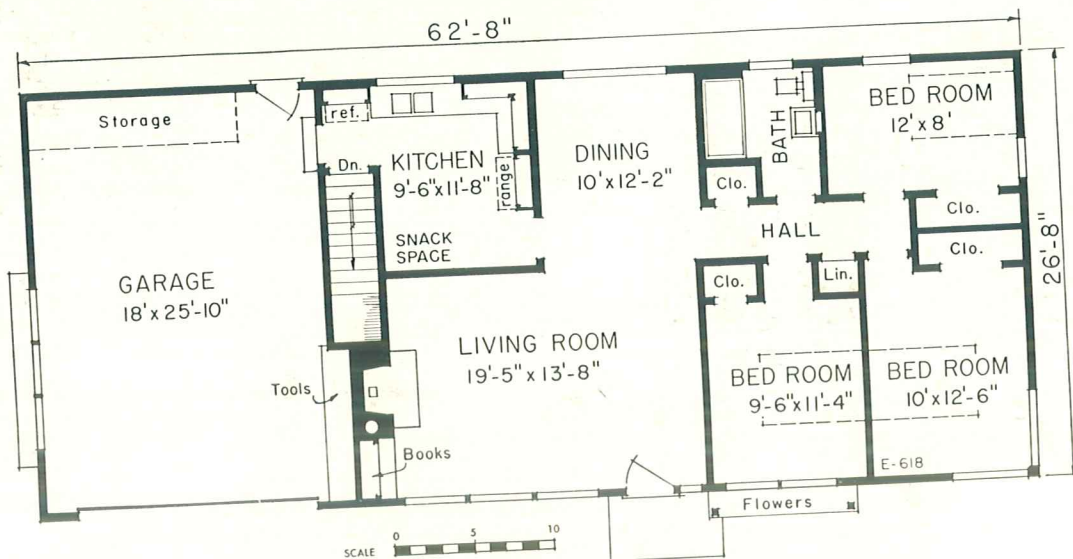 62'-8"
Storage
ref.
Dn.
KITCHEN
9'-6"x11'-8"
range
SNACK
SPACE
DINING
10'x12'-2"
BATH
Clo.
BED ROOM
12'x8'
Clo.
Clo.
HALL
26'-8"
GARAGE
18'x25'-10"
LIVING ROOM
19'-5"x13'-8"
Clo.
Lin.
BED ROOM
9'-6"x11'-4"
BED ROOM
10'x12'-6"
Tools
Books
E-618
Flowers
SCALE
0 5 10